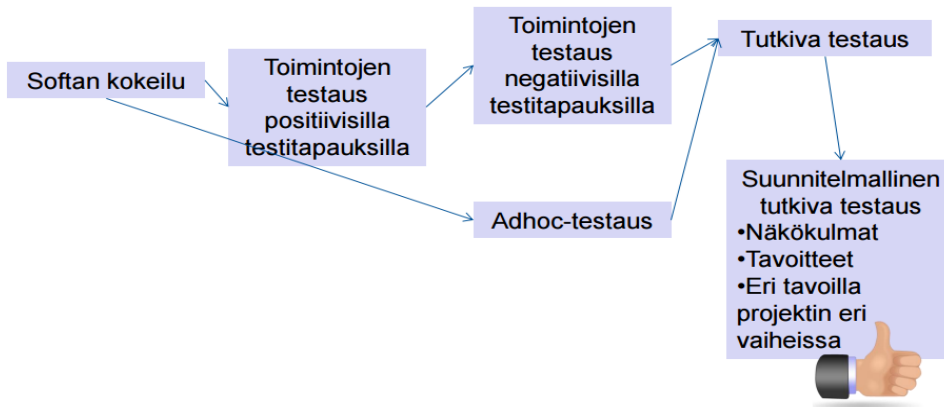 Softan kokeilu
Toimintojen
testaus
positiivisilla
testitapauksilla
Toimintojen
testaus
negatiivisilla
testitapauksilla
Adhoc-testaus
Tutkiva testaus
Suunnitelmallinen
tutkiva testaus
•Näkökulmat
•Tavoitteet
•Eri tavoilla
projektin eri
vaiheissa